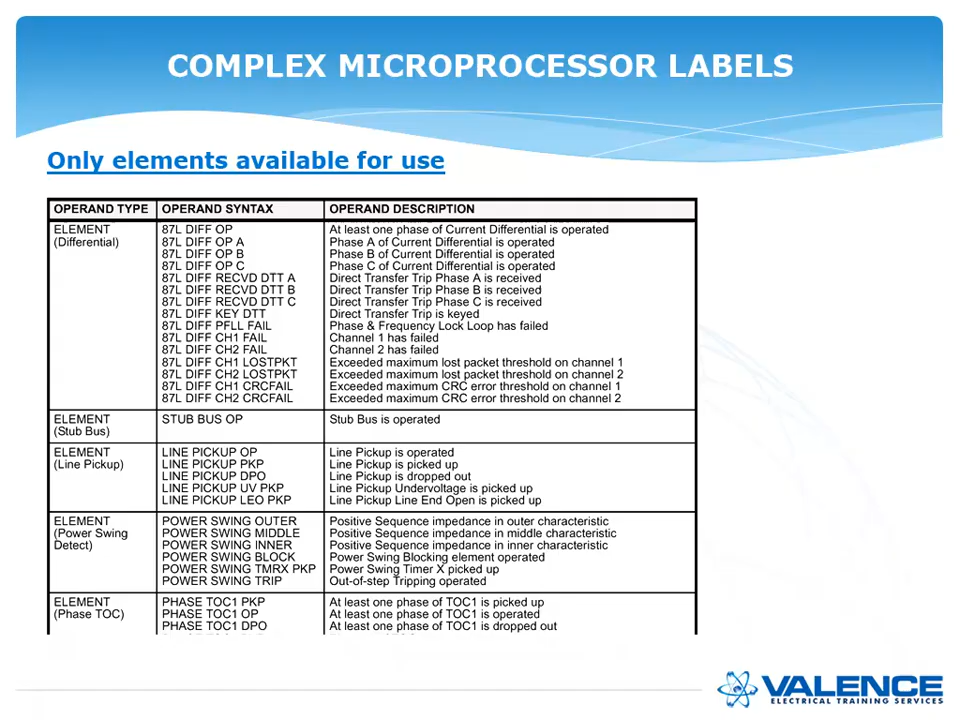 COMPLEX MICROPROCESSOR LABELS
Only elements available for use
OPERAND TYPE OPERAND SYNTAX OPERAND DESCRIPTION
ELEMENT 87L DIFF OP At least one phase of Current Differential is operated
(Differential) 87L DIFF OP A Phase A of Current Differential is operated
87L DIFF OP B Phase B of Current Differential is operated
87L DIFF OP C Phase C of Current Differential is operated
87L DIFF RECVD DTT A Direct Transfer Trip Phase A is received
87L DIFF RECVD DTT B Direct Transfer Trip Phase B is received
87L DIFF RECVD DTT C Direct Transfer Trip Phase C is received
87L DIFF KEY DTT Direct Transfer Trip is keyed
87L DIFF PFLL FAIL Phase & Frequency Lock Loop has failed
87L DIFF CH1 FAIL Channel 1 has failed
87L DIFF CH2 FAIL Channel 2 has failed
87L DIFF CH1 LOSTPKT Exceeded maximum lost packet threshold on channel 1
87L DIFF CH2 LOSTPKT Exceeded maximum lost packet threshold on channel 2
87L DIFF CH1 CRCFAIL Exceeded maximum CRC error threshold on channel 1
87L DIFF CH2 CRCFAIL Exceeded maximum CRC error threshold on channel 2
ELEMENT STUB BUS OP Stub Bus is operated
(Stub Bus)
ELEMENT LINE PICKUP OP Line Pickup is operated
(Line Pickup) LINE PICKUP PKP Line Pickup is picked up
LINE PICKUP DPO Line Pickup is dropped out
LINE PICKUP UV PKP Line Pickup Undervoltage is picked up
LINE PICKUP LEO PKP Line Pickup Line End Open is picked up
ELEMENT POWER SWING OUTER Positive Sequence impedance in outer characteristic
(Power Swing POWER SWING MIDDLE Positive Sequence impedance in middle characteristic
Detect) POWER SWING INNER Positive Sequence impedance in inner characteristic
POWER SWING BLOCK Power Swing Blocking element operated
POWER SWING TMRX PKP Power Swing Timer X picked up
POWER SWING TRIP Out-of-step Tripping operated
ELEMENT PHASE TOC1 PKP At least one phase of TOC1 is picked up
(Phase TOC) PHASE TOC1 OP At least one phase of TOC1 is operated
PHASE TOC1 DPO At least one phase of TOC1 is dropped out
VALENCE
ELECTRICAL TRAINING SERVICES